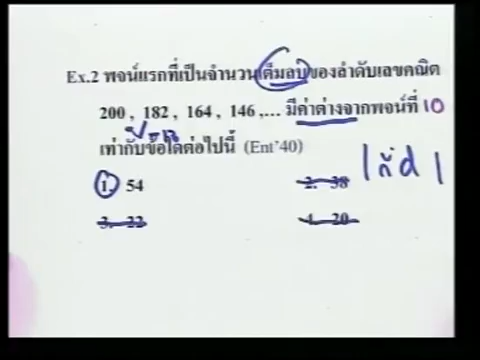 Ex.2 พจน์แรกที่เป็นจำนวนเต็มลบของลำดับเลขคณิต
200 , 182 , 164 , 146 ,... มีค่าต่างจากพจน์ที่ 10
-18
เท่ากับข้อใดต่อไปนี้ (Ent'40)
1. 54 2. 38
3. 22 4. 20